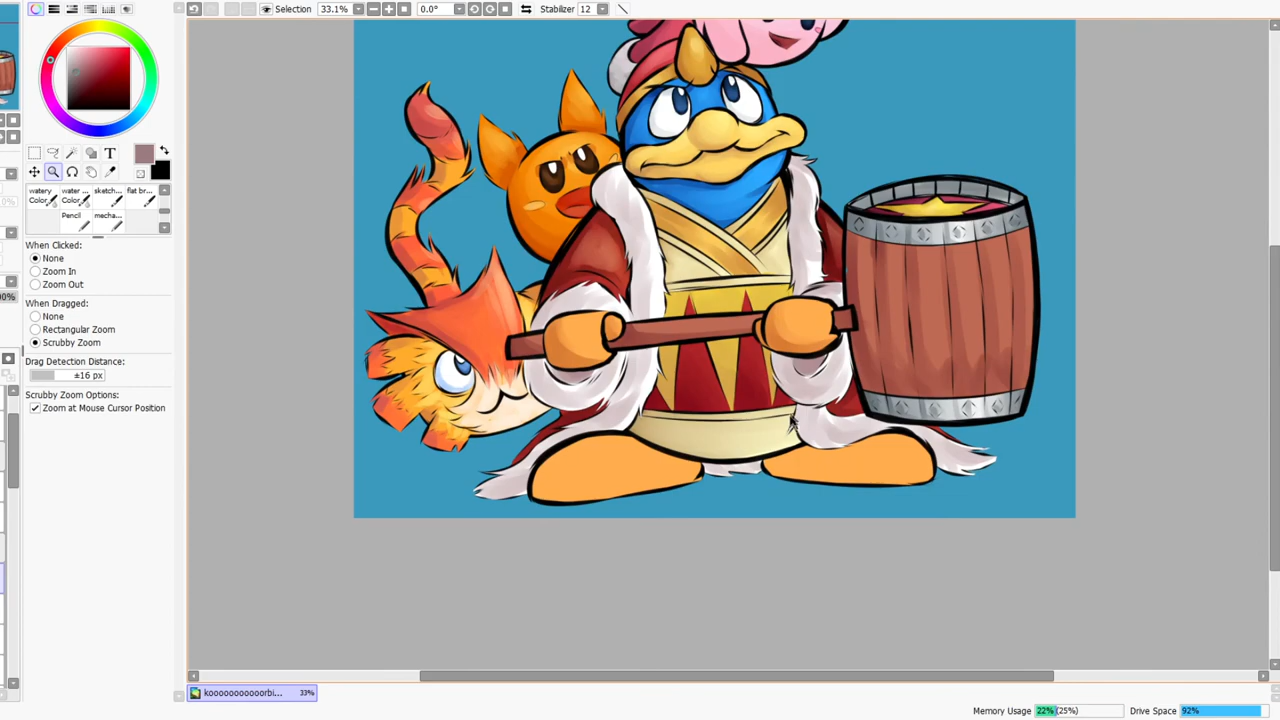 Selection 33.1% 0.0° Stabilizer 12
T
watery water ... sketch... flat br...
Color... Color...
Pencil mecha...
When Clicked:
None
Zoom In
Zoom Out
When Dragged:
None
Rectangular Zoom
Scrubby Zoom
Drag Detection Distance:
±16 px
Scrubby Zoom Options:
Zoom at Mouse Cursor Position
33%
Memory Usage 22% (25%) Drive Space 92%